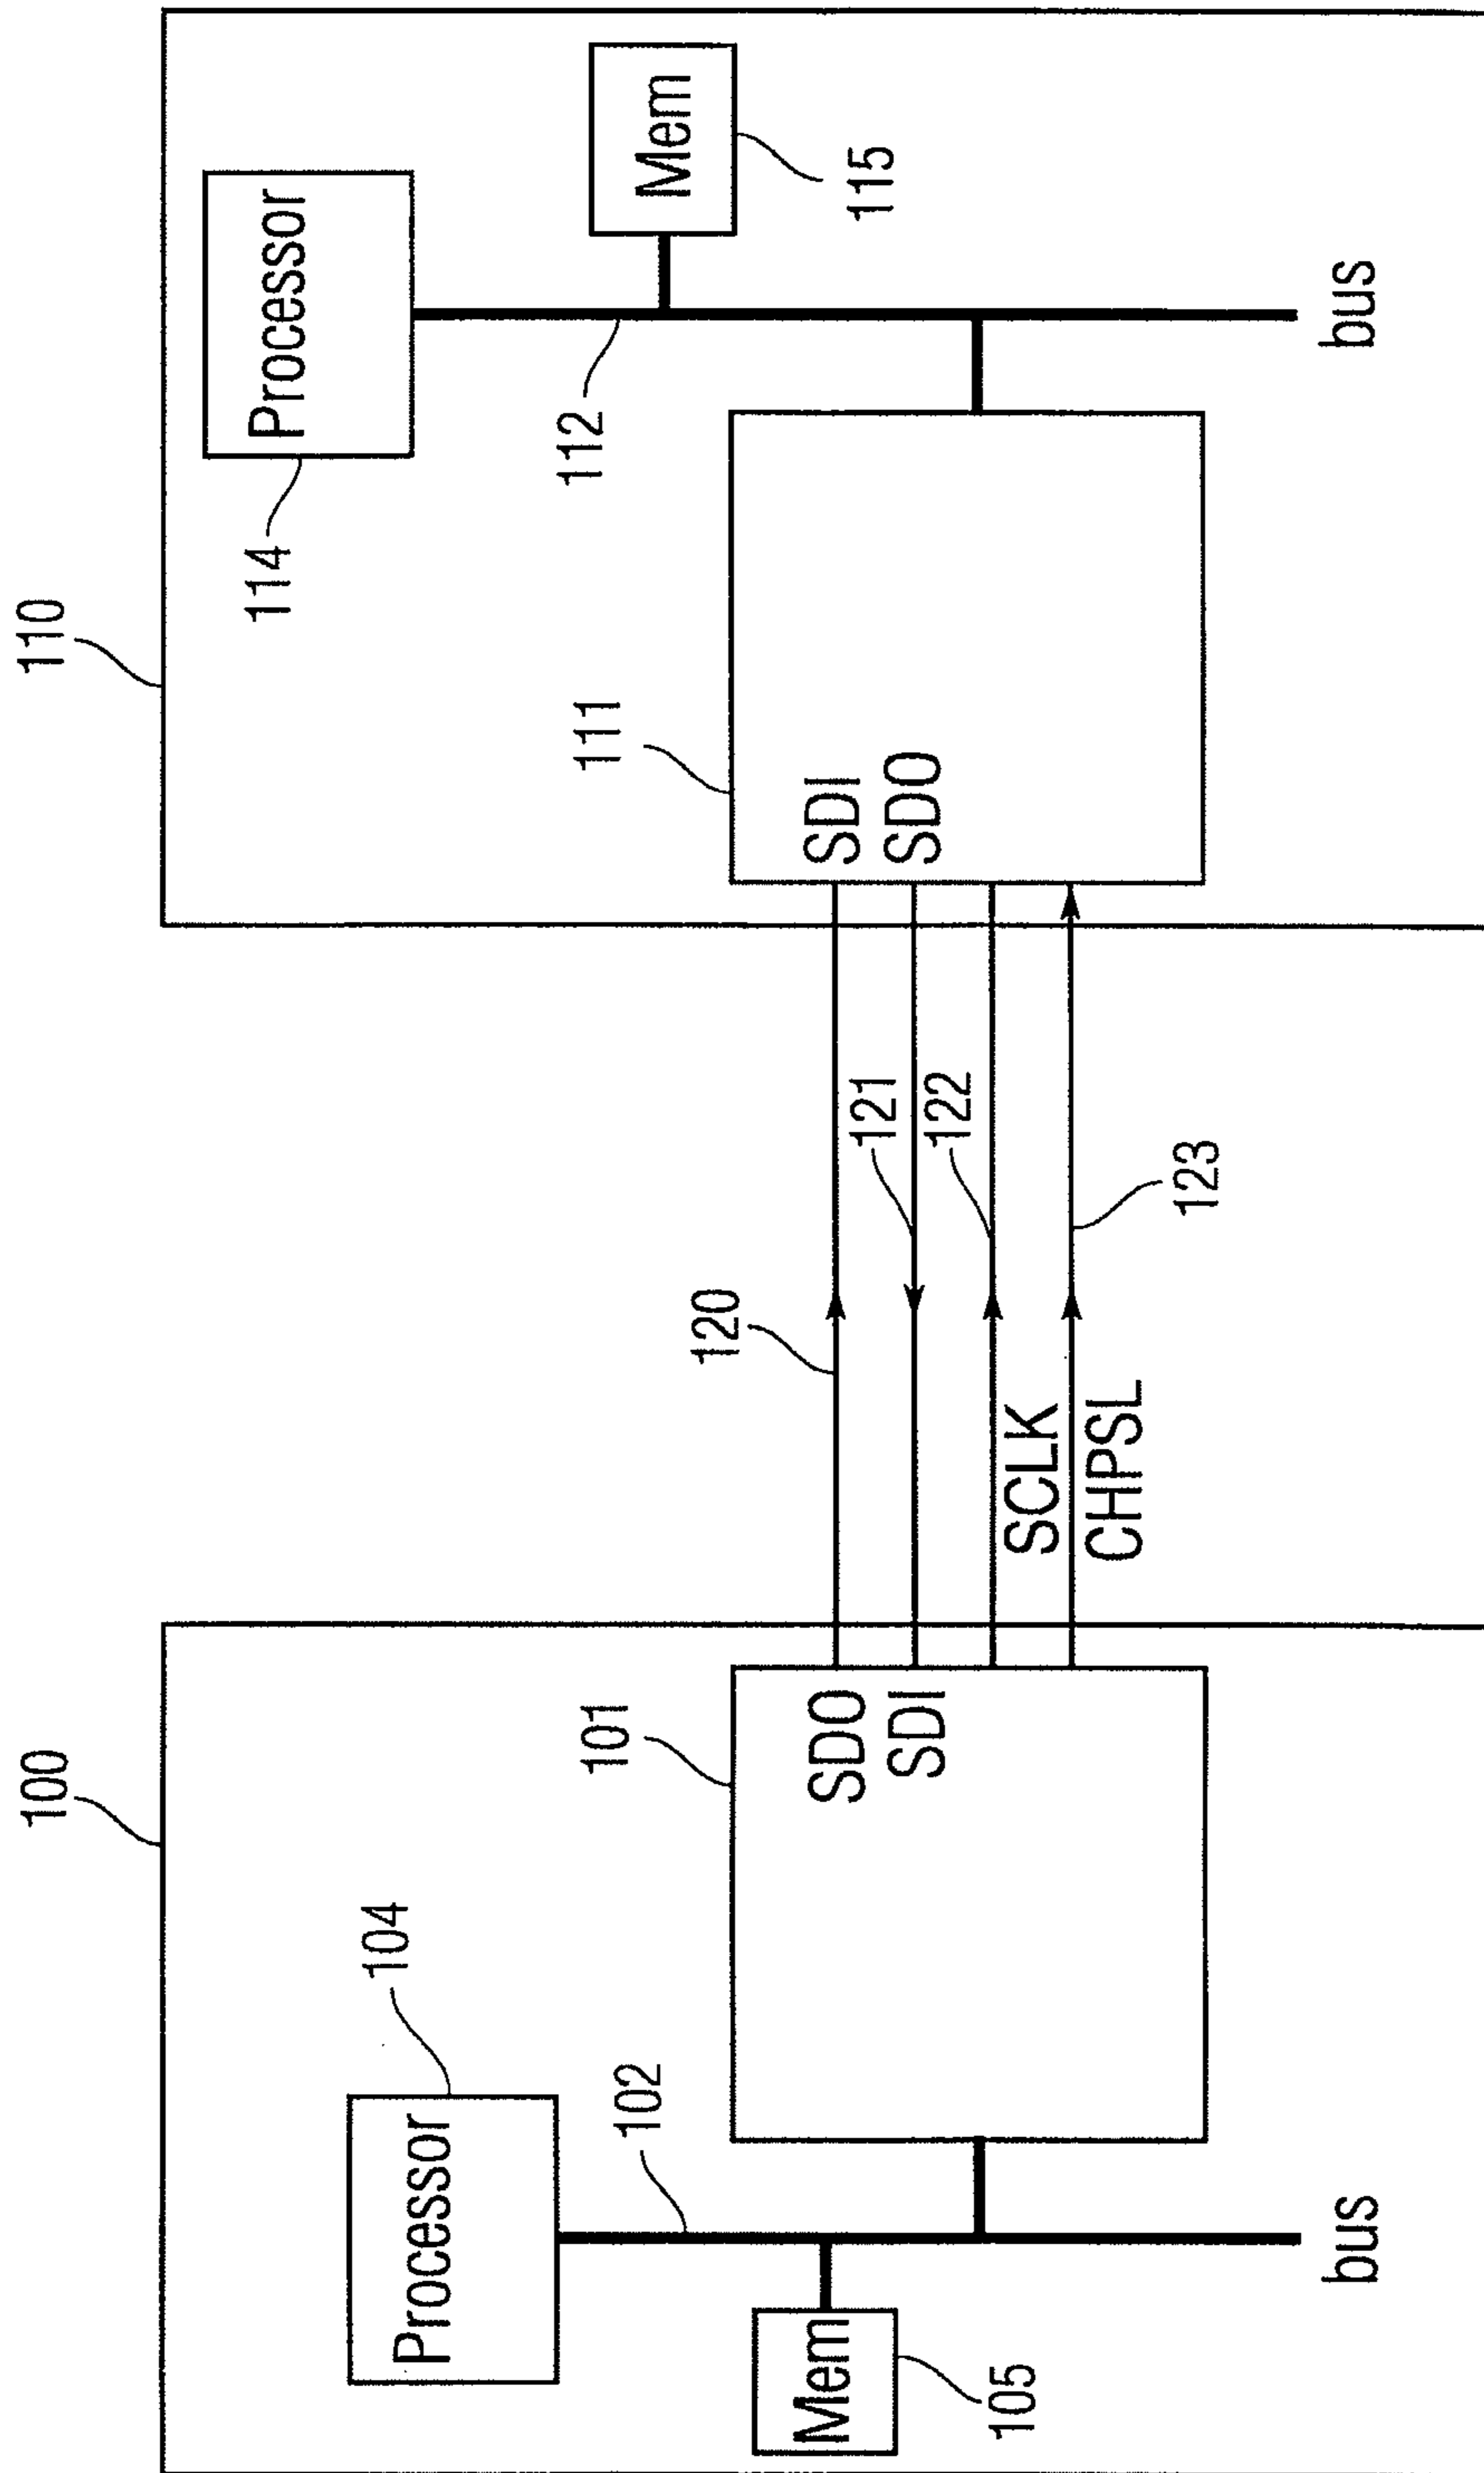 100
110
104
Processor
102
Mem
105
bus
101
SDO
SDI
120
121
122
SCLK
CHPSL
123
111
SDI
SDO
114
Processor
112
Mem
115
bus